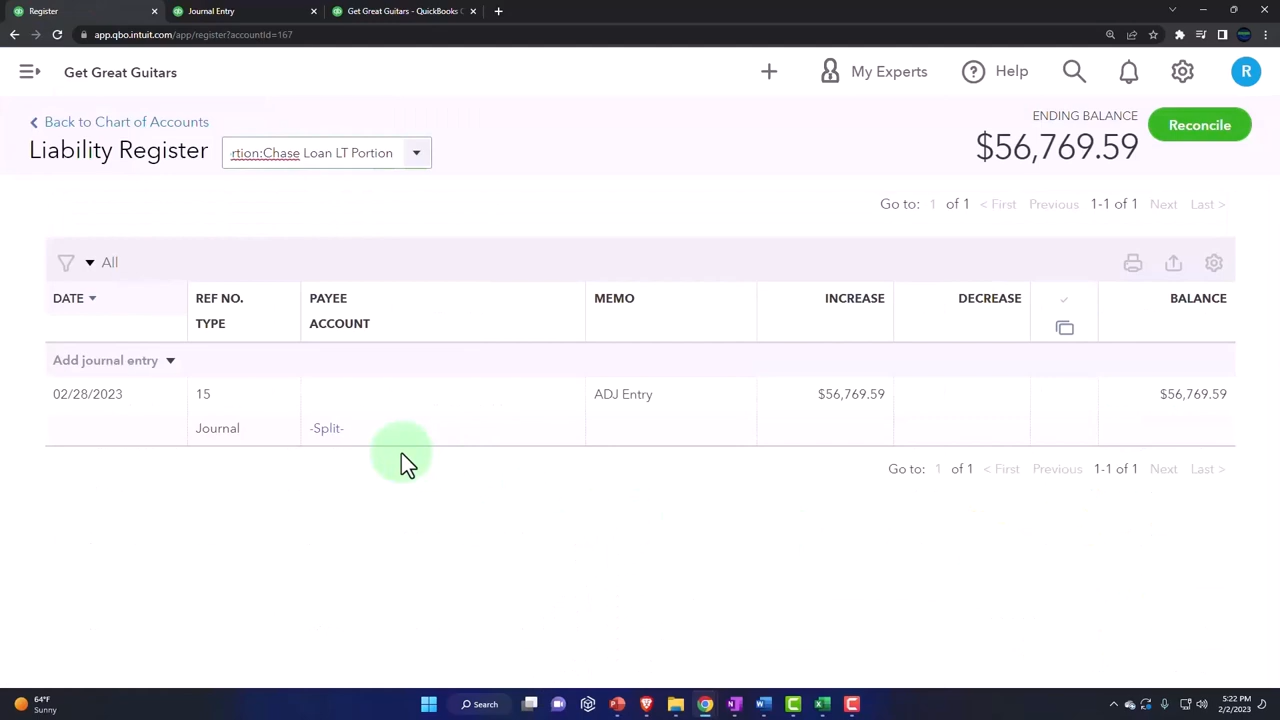 Register
Journal Entry
Get Great Guitars - QuickBooks C
app.qbo.intuit.com/app/register?accountId=167
Get Great Guitars
My Experts
Help
R
Back to Chart of Accounts
Liability Register
rtion:Chase Loan LT Portion
ENDING BALANCE
$56,769.59
Reconcile
Go to: 1 of 1 < First Previous 1-1 of 1 Next Last >
All
DATE REF NO. PAYEE MEMO INCREASE DECREASE BALANCE
TYPE ACCOUNT
Add journal entry
02/28/2023 15 ADJ Entry $56,769.59 $56,769.59
Journal -Split-
Go to: 1 of 1 < First Previous 1-1 of 1 Next Last >
64°F
Sunny
Search
5:22 PM
2/2/2023